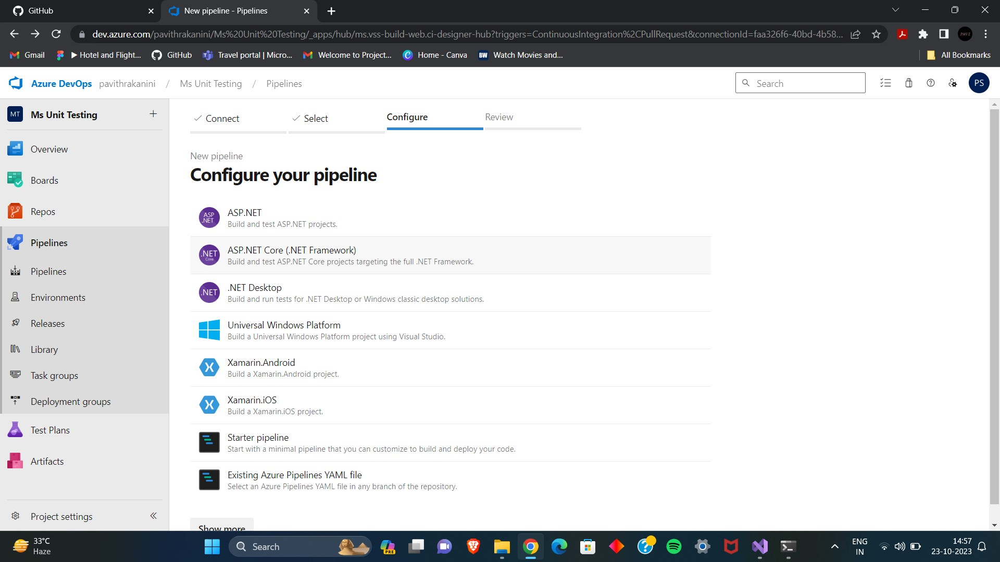 GitHub
New pipeline - Pipelines
dev.azure.com/pavithrakanini/Ms%20Unit%20Testing/_apps/hub/ms.vss-build-web.ci-designer-hub?triggers=ContinuousIntegration%2CPullRequest&connectionId=faa326f6-40bd-4b58...
PAVI
Gmail
Hotel and Flight...
GitHub
Travel portal | Micro...
Welcome to Project...
Home - Canva
BW Watch Movies and...
All Bookmarks
Azure DevOps pavithrakanini / Ms Unit Testing / Pipelines
Search
PS
MT Ms Unit Testing
Overview
Boards
Repos
Pipelines
Pipelines
Environments
Releases
Library
Task groups
Deployment groups
Test Plans
Artifacts
Project settings
Connect
Select
Configure
Review
New pipeline
Configure your pipeline
ASP .NET
ASP.NET
Build and test ASP.NET projects.
.NET Core
ASP.NET Core (.NET Framework)
Build and test ASP.NET Core projects targeting the full .NET Framework.
.NET
.NET Desktop
Build and run tests for .NET Desktop or Windows classic desktop solutions.
Universal Windows Platform
Build a Universal Windows Platform project using Visual Studio.
Xamarin.Android
Build a Xamarin.Android project.
Xamarin.iOS
Build a Xamarin.iOS project.
Starter pipeline
Start with a minimal pipeline that you can customize to build and deploy your code.
Existing Azure Pipelines YAML file
Select an Azure Pipelines YAML file in any branch of the repository.
Show more
33°C
Haze
Search
PRE
ENG
IN
14:57
23-10-2023